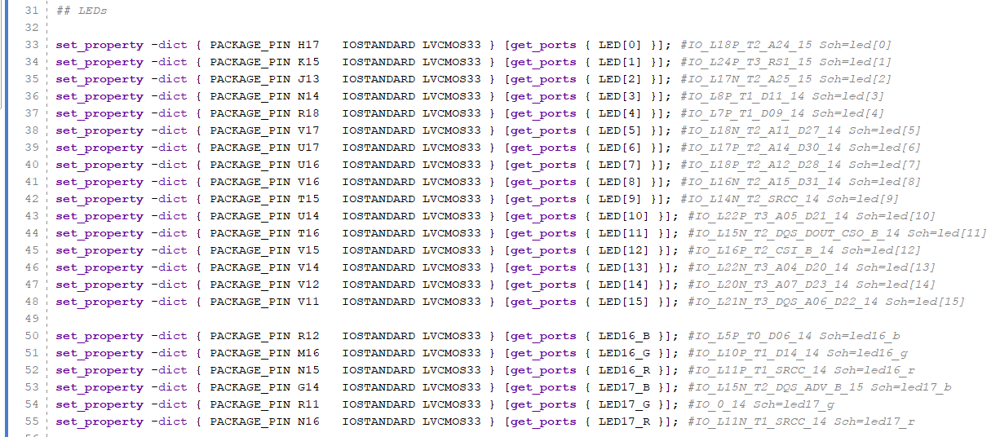 31 ## LEDs
32
33 set_property -dict { PACKAGE_PIN H17   IOSTANDARD LVCMOS33 } [get_ports { LED[0] }]; #IO_L18P_T2_A24_15 Sch=led[0]
34 set_property -dict { PACKAGE_PIN K15   IOSTANDARD LVCMOS33 } [get_ports { LED[1] }]; #IO_L24P_T3_RS1_15 Sch=led[1]
35 set_property -dict { PACKAGE_PIN J13   IOSTANDARD LVCMOS33 } [get_ports { LED[2] }]; #IO_L17N_T2_A25_15 Sch=led[2]
36 set_property -dict { PACKAGE_PIN N14   IOSTANDARD LVCMOS33 } [get_ports { LED[3] }]; #IO_L8P_T1_D11_14 Sch=led[3]
37 set_property -dict { PACKAGE_PIN R18   IOSTANDARD LVCMOS33 } [get_ports { LED[4] }]; #IO_L7P_T1_D09_14 Sch=led[4]
38 set_property -dict { PACKAGE_PIN V17   IOSTANDARD LVCMOS33 } [get_ports { LED[5] }]; #IO_L18N_T2_A11_D27_14 Sch=led[5]
39 set_property -dict { PACKAGE_PIN U17   IOSTANDARD LVCMOS33 } [get_ports { LED[6] }]; #IO_L17P_T2_A14_D30_14 Sch=led[6]
40 set_property -dict { PACKAGE_PIN U16   IOSTANDARD LVCMOS33 } [get_ports { LED[7] }]; #IO_L18P_T2_A12_D28_14 Sch=led[7]
41 set_property -dict { PACKAGE_PIN V16   IOSTANDARD LVCMOS33 } [get_ports { LED[8] }]; #IO_L16N_T2_A15_D31_14 Sch=led[8]
42 set_property -dict { PACKAGE_PIN T15   IOSTANDARD LVCMOS33 } [get_ports { LED[9] }]; #IO_L14N_T2_SRCC_14 Sch=led[9]
43 set_property -dict { PACKAGE_PIN U14   IOSTANDARD LVCMOS33 } [get_ports { LED[10] }]; #IO_L22P_T3_A05_D21_14 Sch=led[10]
44 set_property -dict { PACKAGE_PIN T16   IOSTANDARD LVCMOS33 } [get_ports { LED[11] }]; #IO_L15N_T2_DQS_DOUT_CSO_B_14 Sch=led[11]
45 set_property -dict { PACKAGE_PIN V15   IOSTANDARD LVCMOS33 } [get_ports { LED[12] }]; #IO_L16P_T2_CSI_B_14 Sch=led[12]
46 set_property -dict { PACKAGE_PIN V14   IOSTANDARD LVCMOS33 } [get_ports { LED[13] }]; #IO_L22N_T3_A04_D20_14 Sch=led[13]
47 set_property -dict { PACKAGE_PIN V12   IOSTANDARD LVCMOS33 } [get_ports { LED[14] }]; #IO_L20N_T3_A07_D23_14 Sch=led[14]
48 set_property -dict { PACKAGE_PIN V11   IOSTANDARD LVCMOS33 } [get_ports { LED[15] }]; #IO_L21N_T3_DQS_A06_D22_14 Sch=led[15]
49
50 set_property -dict { PACKAGE_PIN R12   IOSTANDARD LVCMOS33 } [get_ports { LED16_B }]; #IO_L5P_T0_D06_14 Sch=led16_b
51 set_property -dict { PACKAGE_PIN M16   IOSTANDARD LVCMOS33 } [get_ports { LED16_G }]; #IO_L10P_T1_D14_14 Sch=led16_g
52 set_property -dict { PACKAGE_PIN N15   IOSTANDARD LVCMOS33 } [get_ports { LED16_R }]; #IO_L11P_T1_SRCC_14 Sch=led16_r
53 set_property -dict { PACKAGE_PIN G14   IOSTANDARD LVCMOS33 } [get_ports { LED17_B }]; #IO_L15N_T2_DQS_ADV_B_15 Sch=led17_b
54 set_property -dict { PACKAGE_PIN R11   IOSTANDARD LVCMOS33 } [get_ports { LED17_G }]; #IO_0_14 Sch=led17_g
55 set_property -dict { PACKAGE_PIN N16   IOSTANDARD LVCMOS33 } [get_ports { LED17_R }]; #IO_L11N_T1_SRCC_14 Sch=led17_r